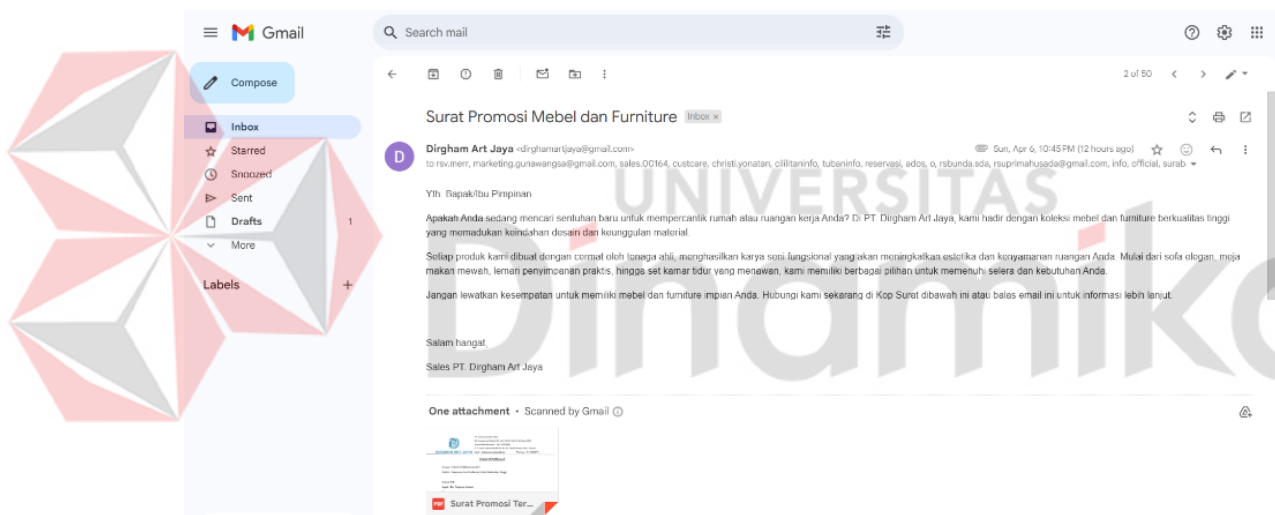 Gmail
Search mail
Compose
2 of 50
Inbox
Starred
Snoozed
Sent
Drafts 1
More
Labels
Surat Promosi Mebel dan Furniture Inbox ×
D
Dirgham Art Jaya <dirghamartjaya@gmail.com>
Sun, Apr 6, 10:45 PM (12 hours ago)
to rsv.merr, marketing.gunawangsa@gmail.com, sales.00164, custcare, christi.yonatan, cililitaninfo, tubaninfo, reservasi, ados, o, rsbunda.sda, rsuprimahusada@gmail.com, info, official, surab.
Yth. Bapak/Ibu Pimpinan
Apakah Anda sedang mencari sentuhan baru untuk mempercantik rumah atau ruangan kerja Anda? Di PT. Dirgham Art Jaya, kami hadir dengan koleksi mebel dan furniture berkualitas tinggi
yang memadukan keindahan desain dan keunggulan material.
Setiap produk kami dibuat dengan cermat oleh tenaga ahli, menghasilkan karya seni fungsional yang akan meningkatkan estetika dan kenyamanan ruangan Anda. Mulai dari sofa elegan, meja
makan mewah, lemari penyimpanan praktis, hingga set kamar tidur yang menawan, kami memiliki berbagai pilihan untuk memenuhi selera dan kebutuhan Anda.
Jangan lewatkan kesempatan untuk memiliki mebel dan furniture impian Anda. Hubungi kami sekarang di Kop Surat dibawah ini atau balas email ini untuk informasi lebih lanjut.
Salam hangat,
Sales PT. Dirgham Art Jaya
One attachment • Scanned by Gmail
PDF Surat Promosi Ter...
UNIVERSITAS
Dinamika